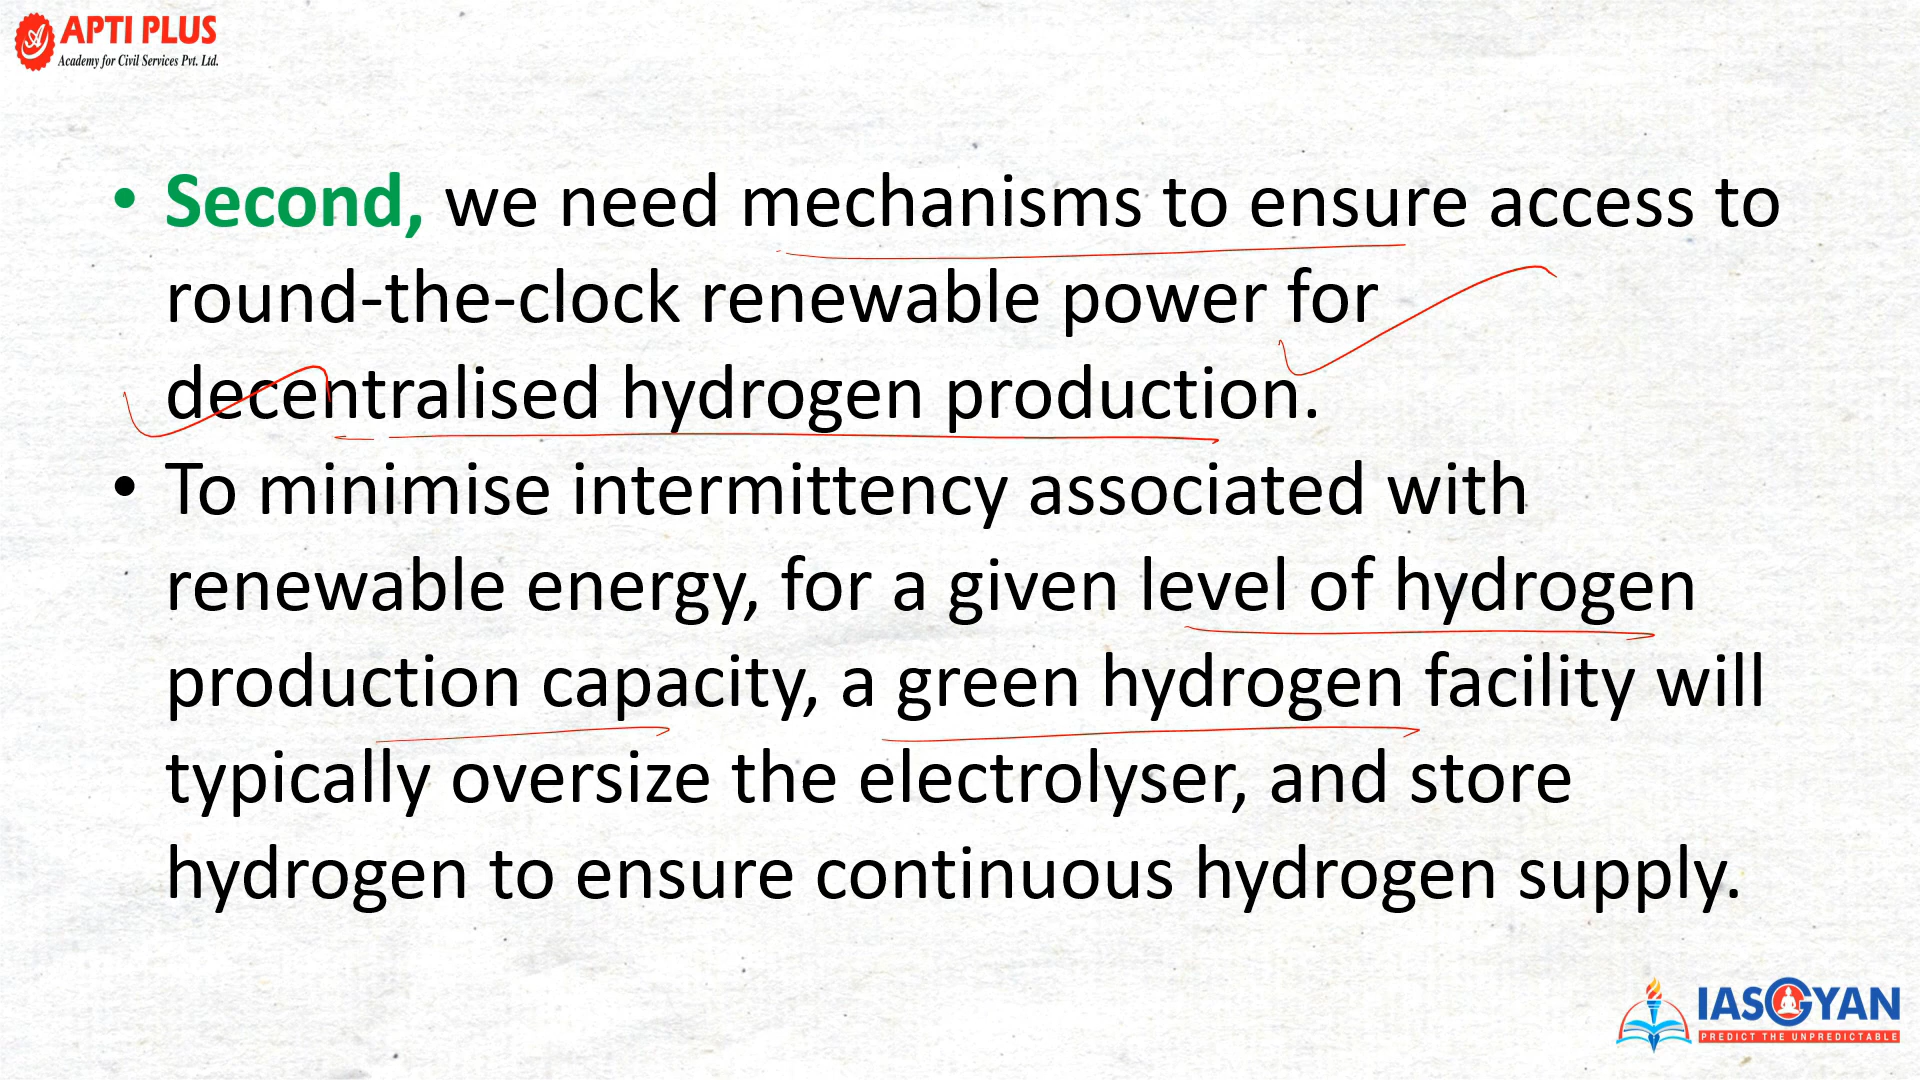 APTI PLUS
Academy for Civil Services Pvt. Ltd.
• Second, we need mechanisms to ensure access to
round-the-clock renewable power for
decentralised hydrogen production.
• To minimise intermittency associated with
renewable energy, for a given level of hydrogen
production capacity, a green hydrogen facility will
typically oversize the electrolyser, and store
hydrogen to ensure continuous hydrogen supply.
IASGYAN
PREDICT THE UNPREDICTABLE